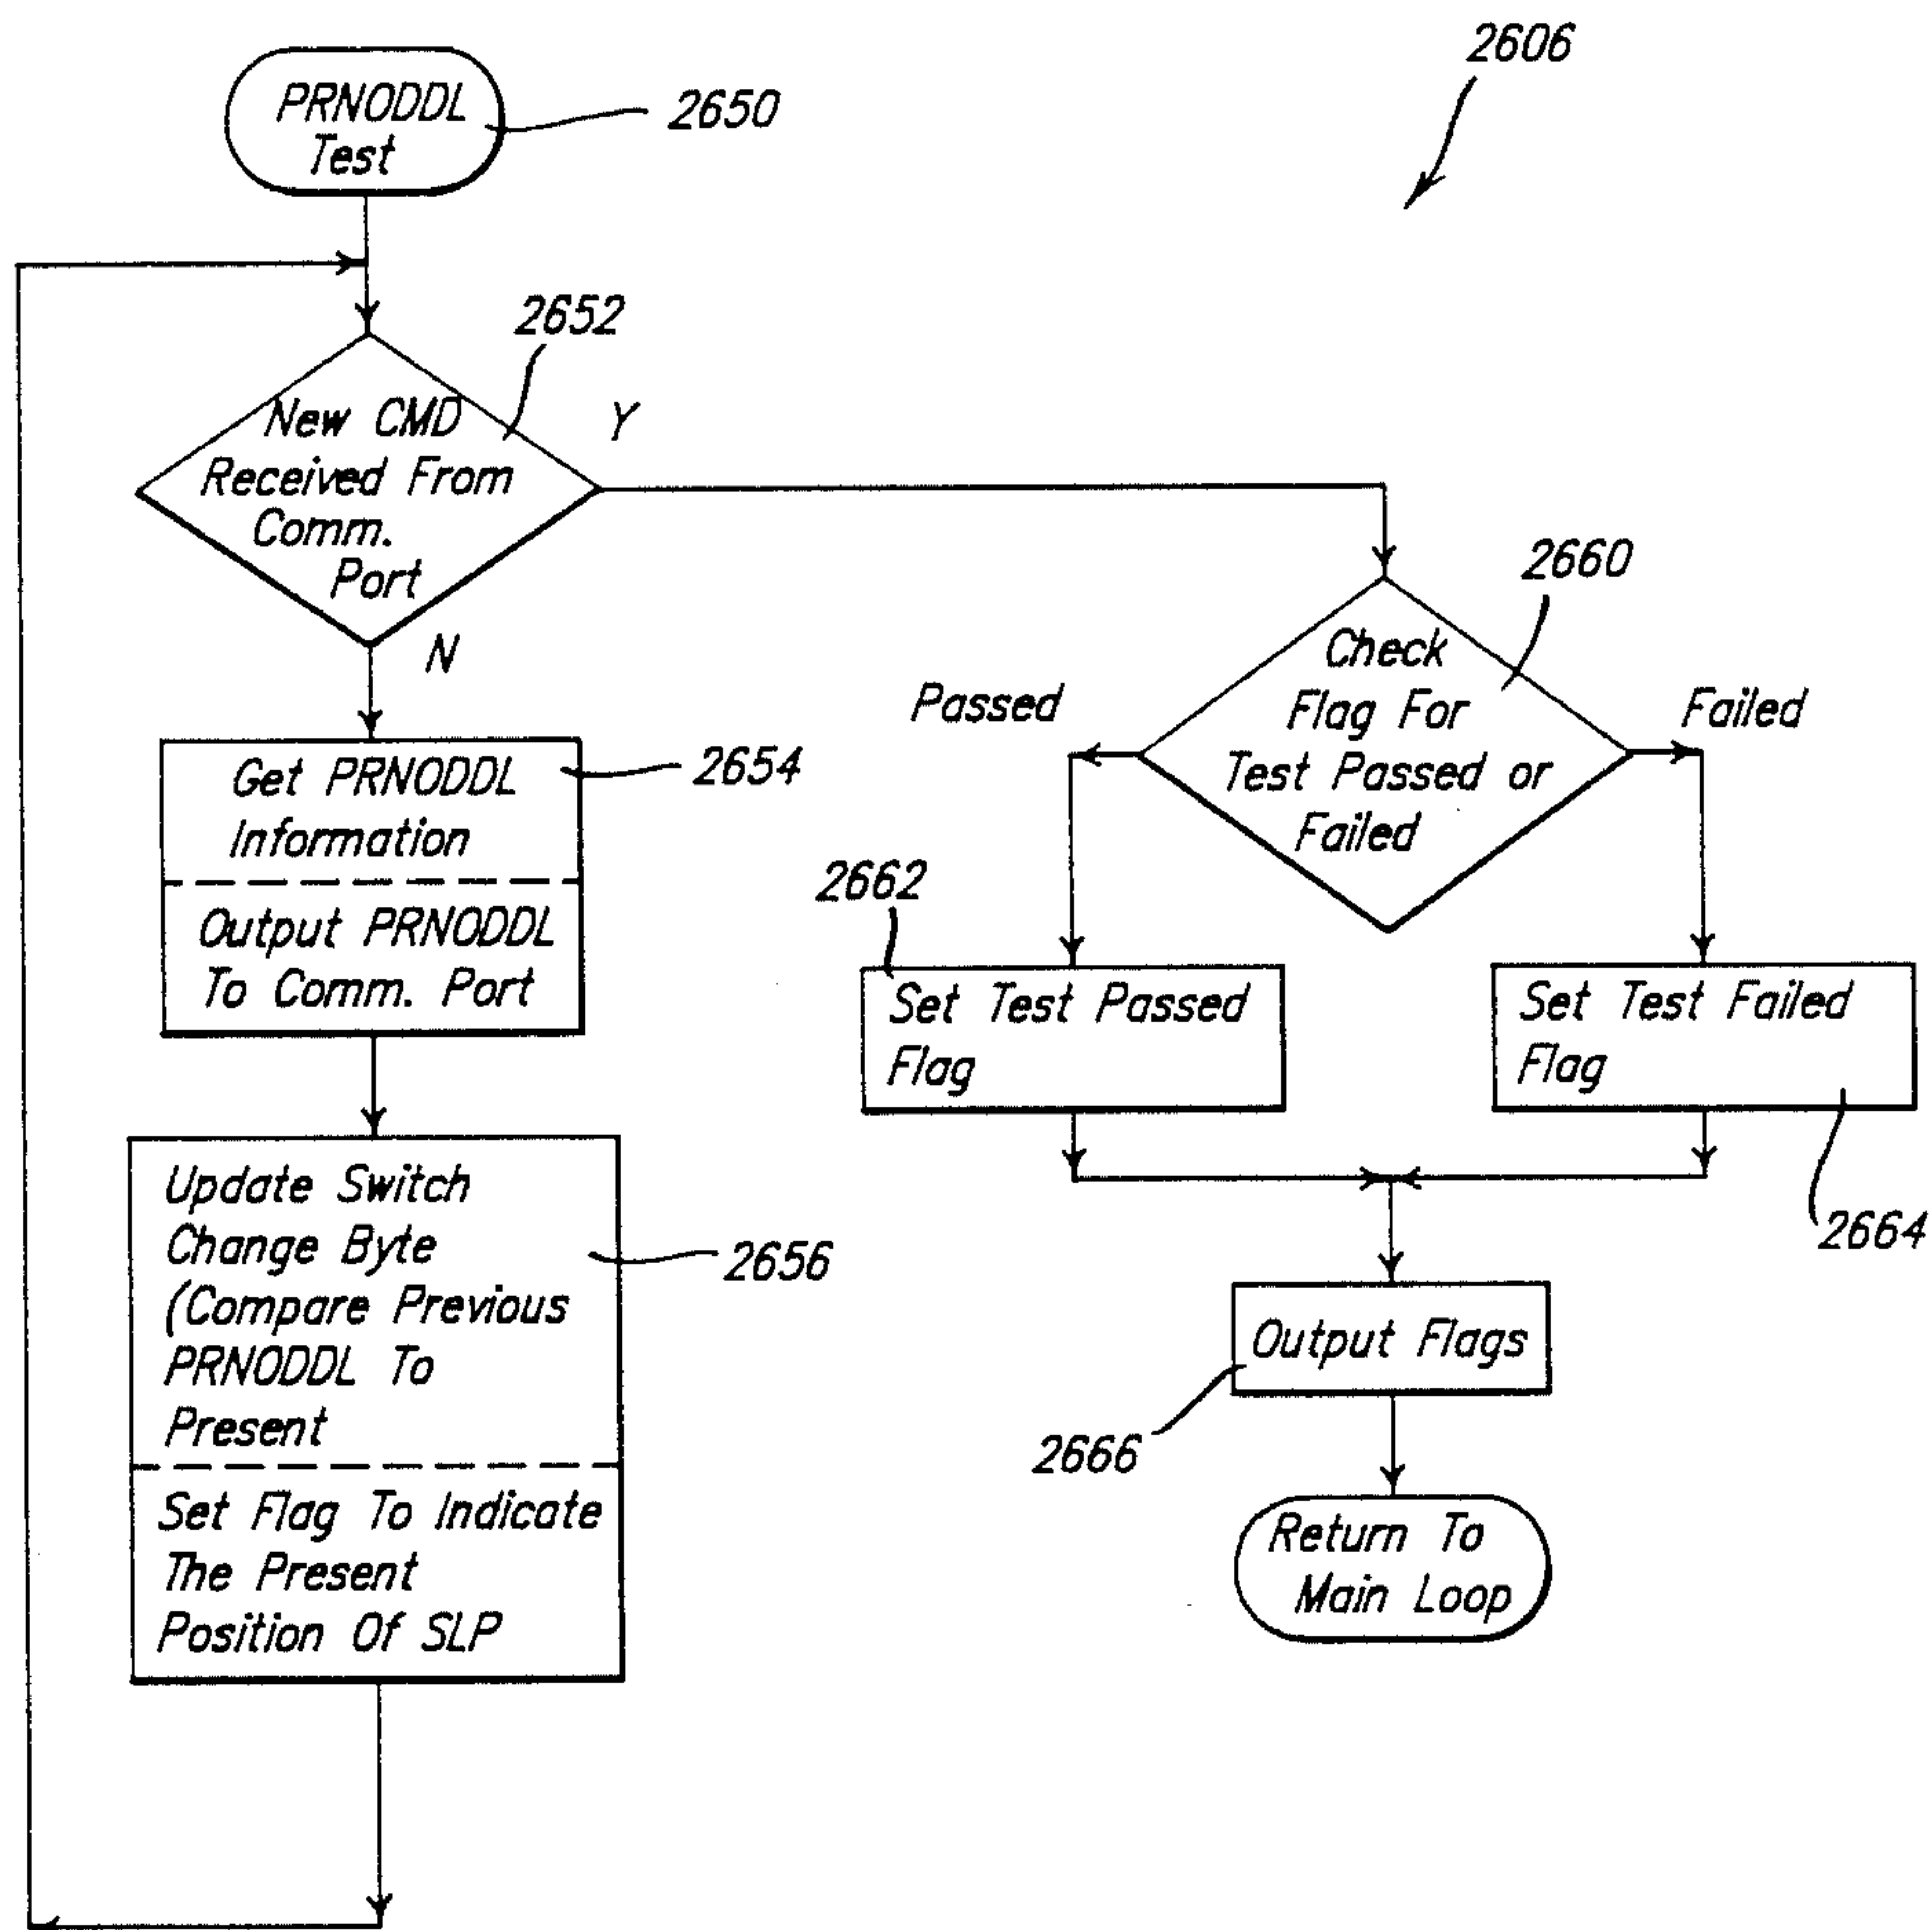 2606
PRNODDL
Test
2650
2652
New CMD
Received From
Comm.
Port
Y
N
Get PRNODDL
Information
2654
Output PRNODDL
To Comm. Port
Update Switch
Change Byte
(Compare Previous
PRNODDL To
Present
2656
Set Flag To Indicate
The Present
Position Of SLP
2660
Check
Flag For
Test Passed or
Failed
Passed
Failed
2662
Set Test Passed
Flag
Set Test Failed
Flag
2664
Output Flags
2666
Return To
Main Loop